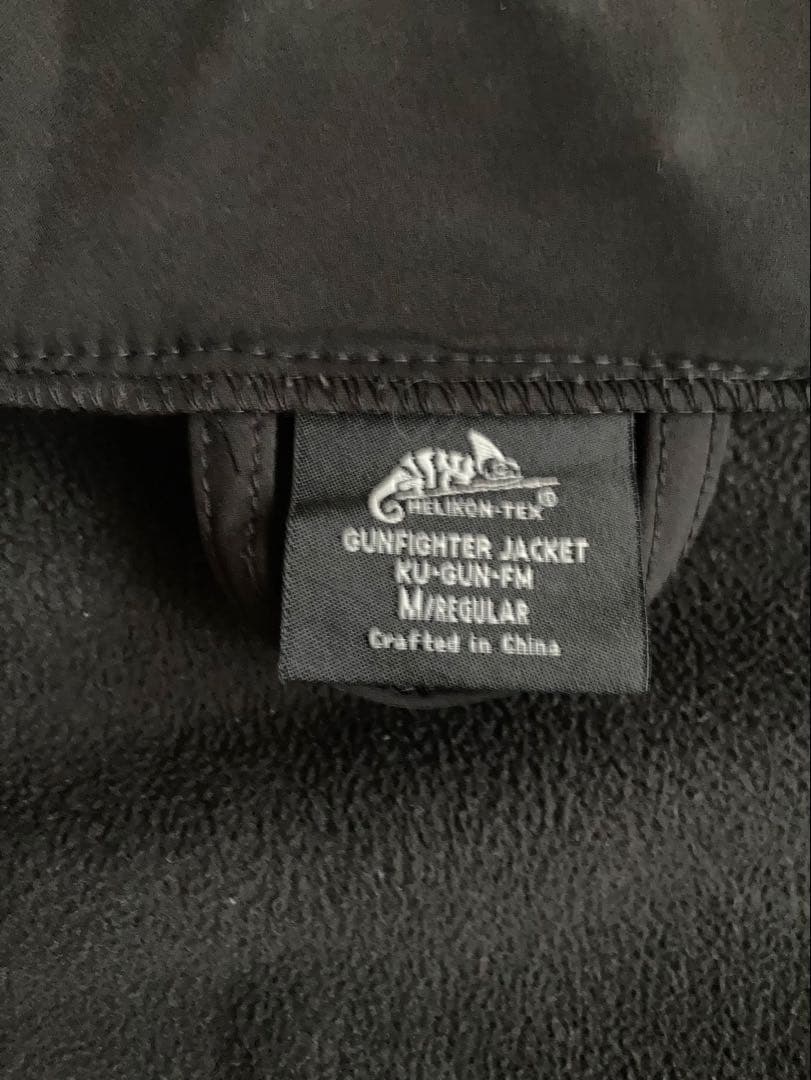 HELIKON-TEX®
GUNFIGHTER JACKET
KU-GUN-FM
M/REGULAR
Crafted in China